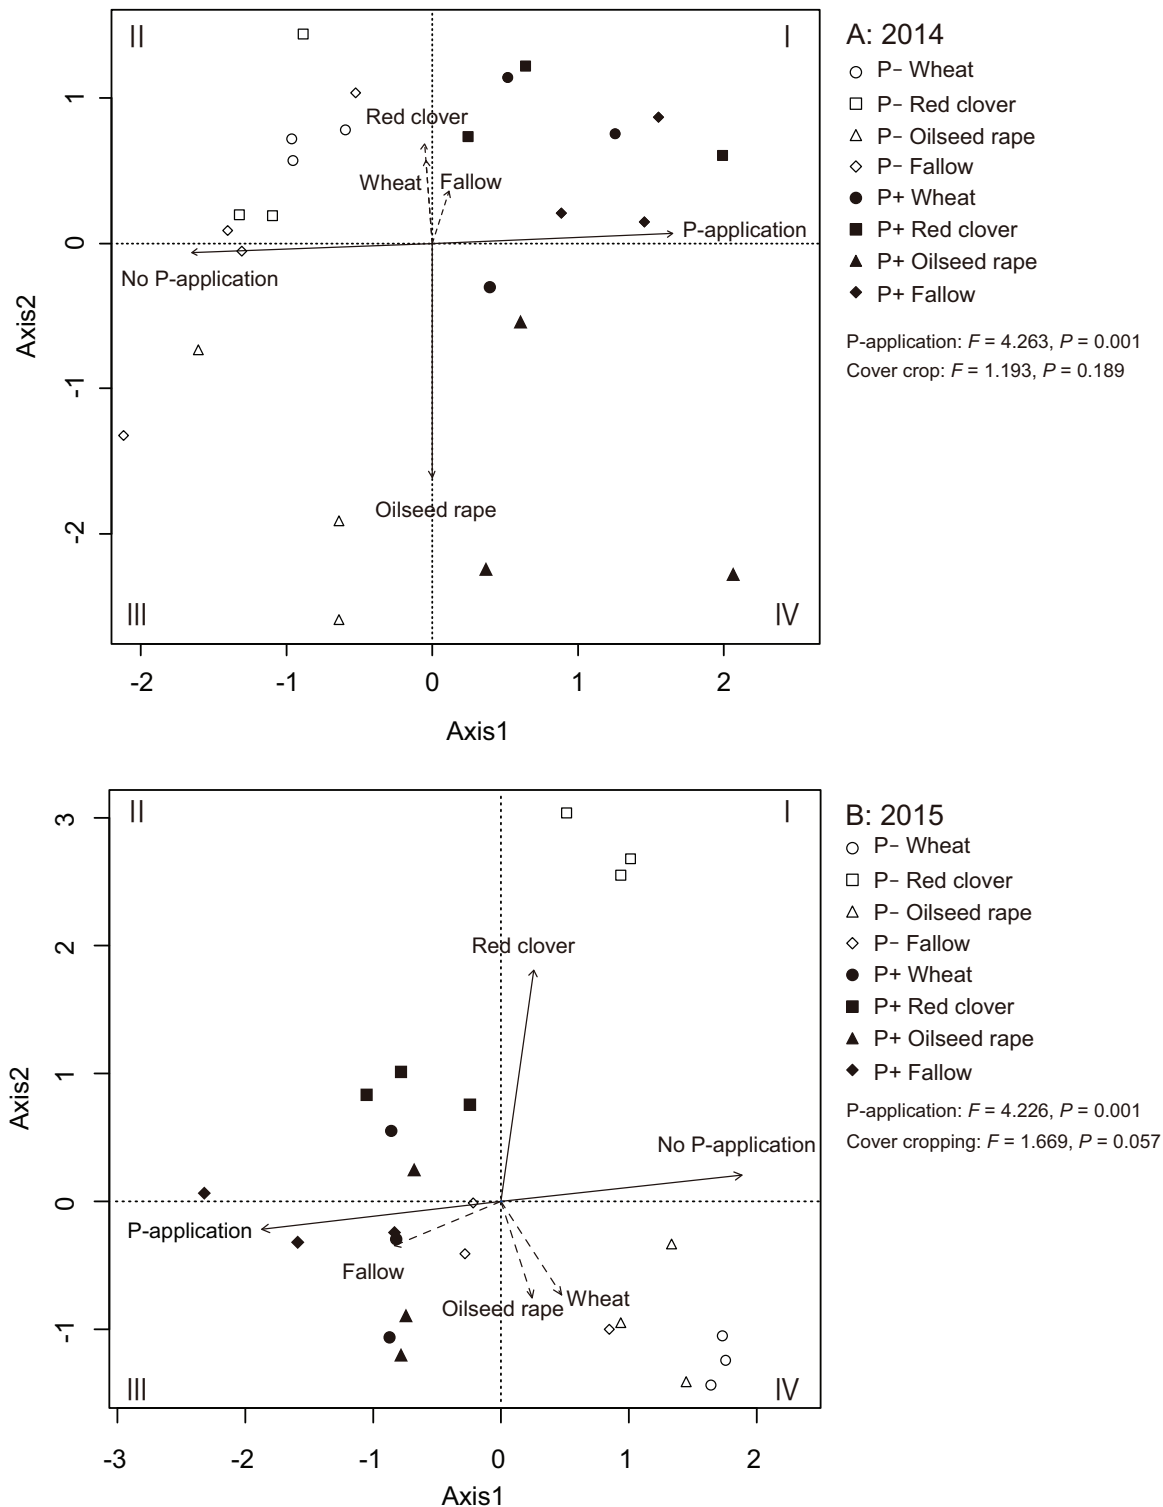 II
I
A: 2014
P− Wheat
P− Red clover
P− Oilseed rape
P− Fallow
P+ Wheat
P+ Red clover
P+ Oilseed rape
P+ Fallow
P-application: F = 4.263, P = 0.001
Cover crop: F = 1.193, P = 0.189
Red clover
Wheat
Fallow
P-application
No P-application
Oilseed rape
III
IV
1
0
-1
-2
Axis2
-2
-1
0
1
2
Axis1
II
I
B: 2015
P− Wheat
P− Red clover
P− Oilseed rape
P− Fallow
P+ Wheat
P+ Red clover
P+ Oilseed rape
P+ Fallow
P-application: F = 4.226, P = 0.001
Cover cropping: F = 1.669, P = 0.057
Red clover
No P-application
P-application
Fallow
Oilseed rape
Wheat
III
IV
3
2
1
0
-1
Axis2
-3
-2
-1
0
1
2
Axis1